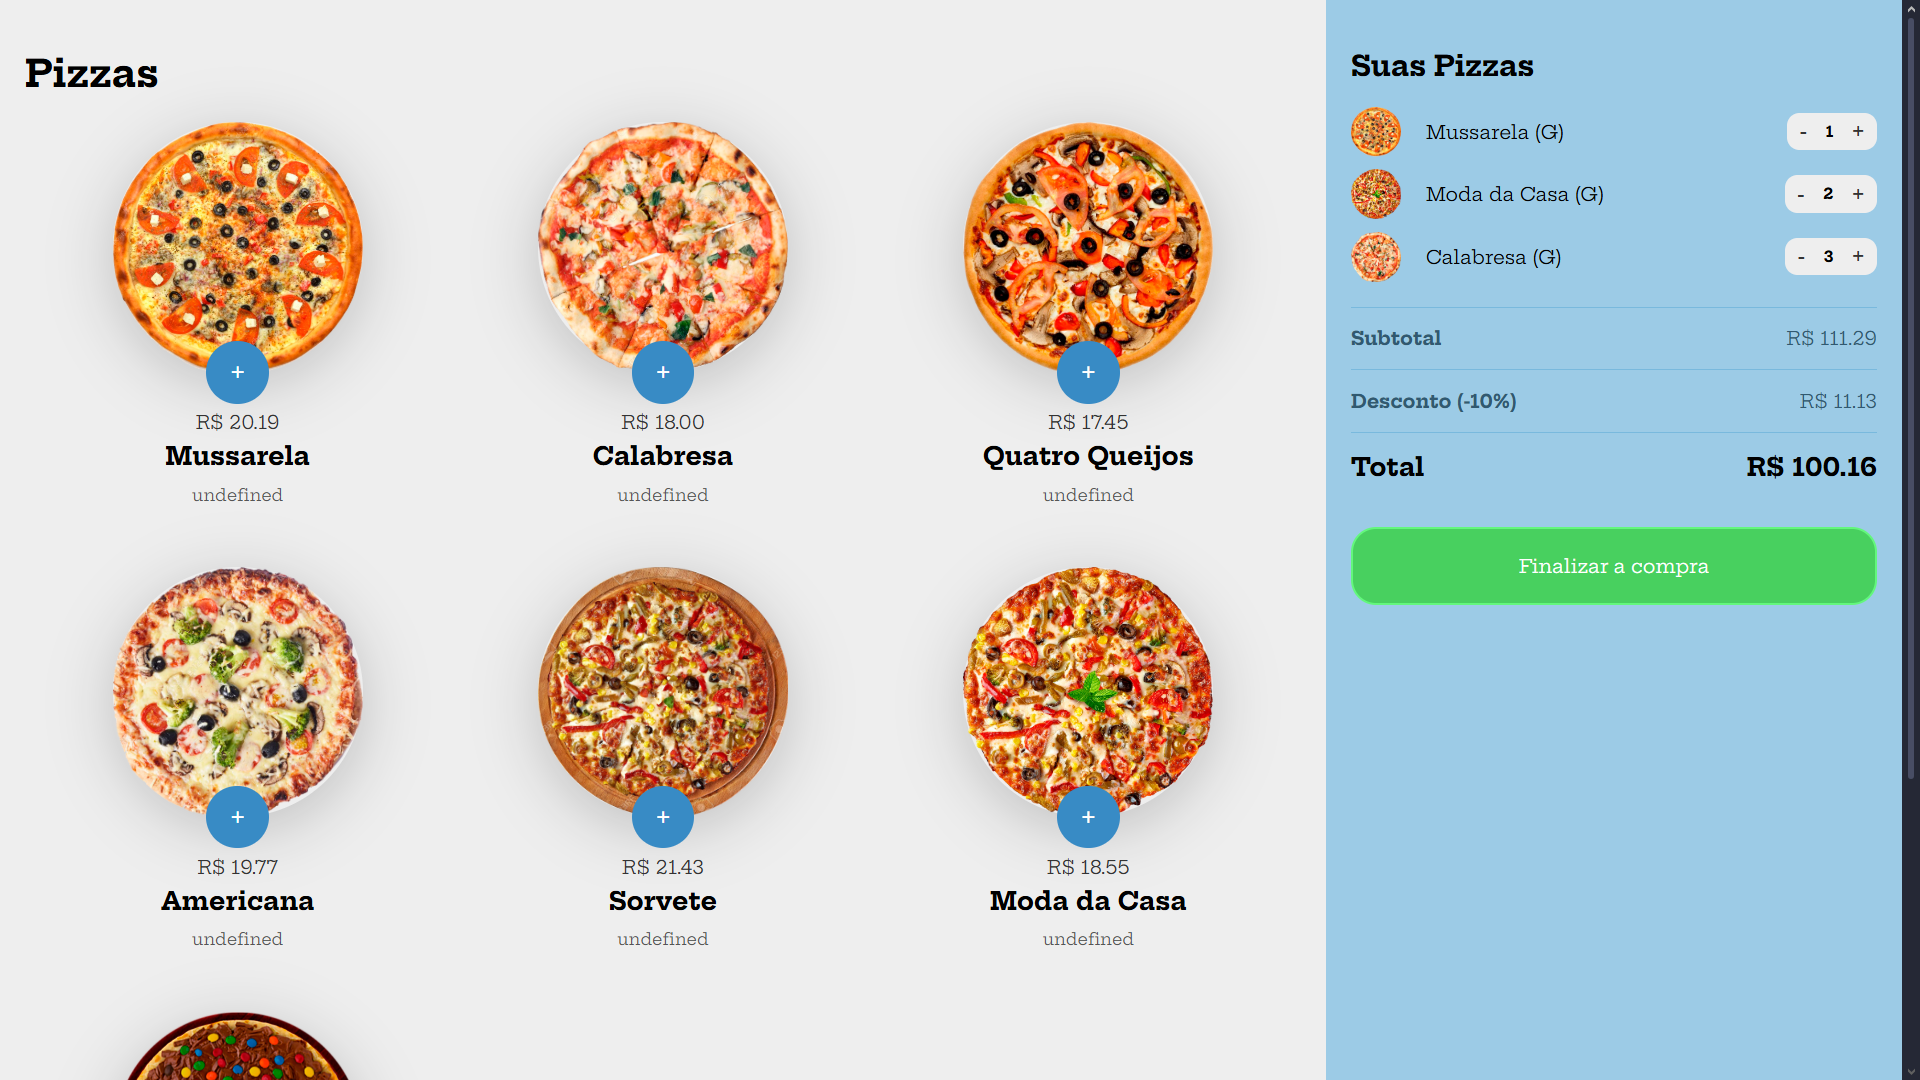 Pizzas
+
R$ 20.19
Mussarela
undefined
+
R$ 18.00
Calabresa
undefined
+
R$ 17.45
Quatro Queijos
undefined
+
R$ 19.77
Americana
undefined
+
R$ 21.43
Sorvete
undefined
+
R$ 18.55
Moda da Casa
undefined
Suas Pizzas
Mussarela (G) - 1 +
Moda da Casa (G) - 2 +
Calabresa (G) - 3 +
Subtotal R$ 111.29
Desconto (-10%) R$ 11.13
Total R$ 100.16
Finalizar a compra